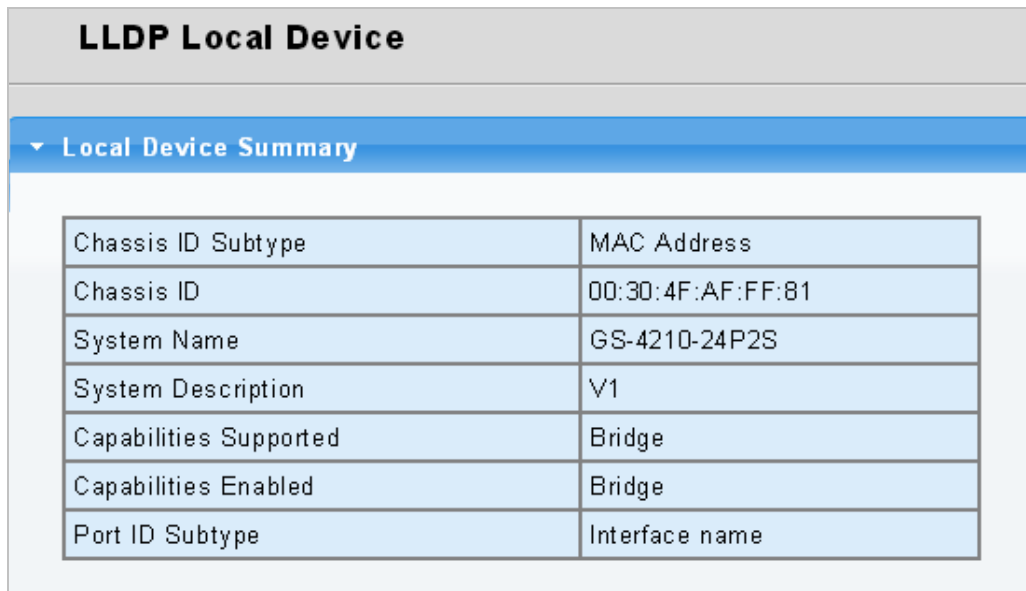 LLDP Local Device
Local Device Summary
Chassis ID Subtype MAC Address
Chassis ID 00:30:4F:AF:FF:81
System Name GS-4210-24P2S
System Description V1
Capabilities Supported Bridge
Capabilities Enabled Bridge
Port ID Subtype Interface name